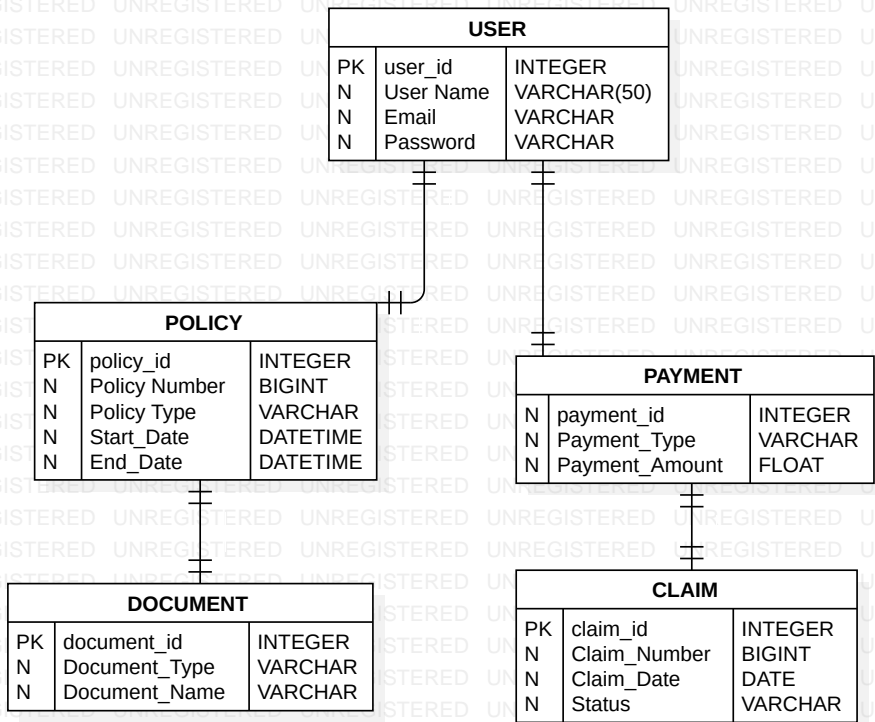 USER
PK user_id INTEGER
N User Name VARCHAR(50)
N Email VARCHAR
N Password VARCHAR
POLICY
PK policy_id INTEGER
N Policy Number BIGINT
N Policy Type VARCHAR
N Start_Date DATETIME
N End_Date DATETIME
PAYMENT
N payment_id INTEGER
N Payment_Type VARCHAR
N Payment_Amount FLOAT
DOCUMENT
PK document_id INTEGER
N Document_Type VARCHAR
N Document_Name VARCHAR
CLAIM
PK claim_id INTEGER
N Claim_Number BIGINT
N Claim_Date DATE
N Status VARCHAR
UNREGISTERED